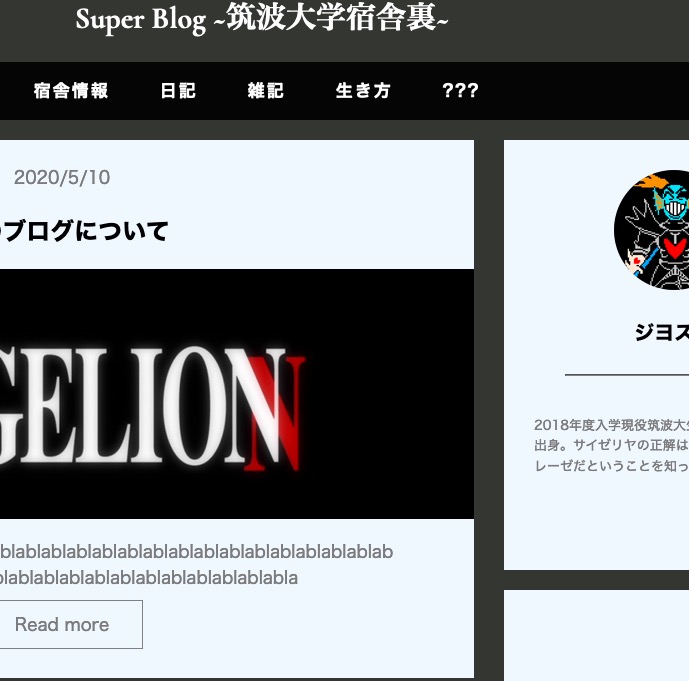 Super Blog ~筑波大学宿舎裏~
宿舎情報 日記 雑記 生き方 ???
2020/5/10
ブログについて
GELION
blablablablablablablablablablablablablablablab
lablablablablablablablablablablabla
Read more
ジヨス
2018年度入学現役筑波大
出身。サイゼリヤの正解は
レーゼだということを知っ